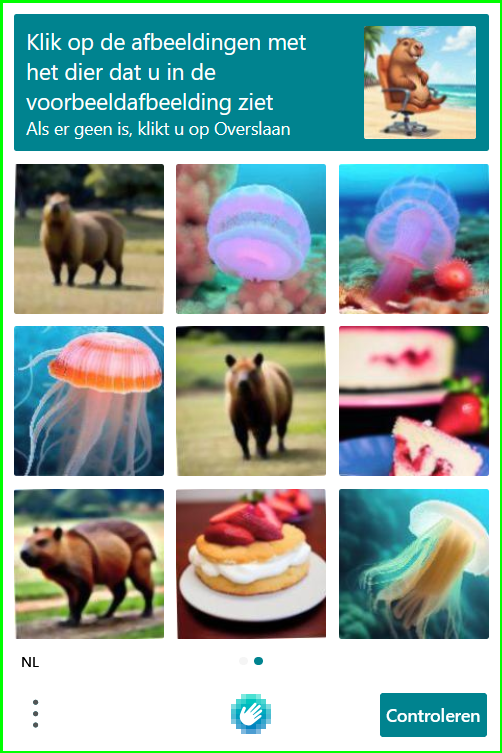 Klik op de afbeeldingen met
het dier dat u in de
voorbeeldafbeelding ziet
Als er geen is, klikt u op Overslaan
NL
Controleren